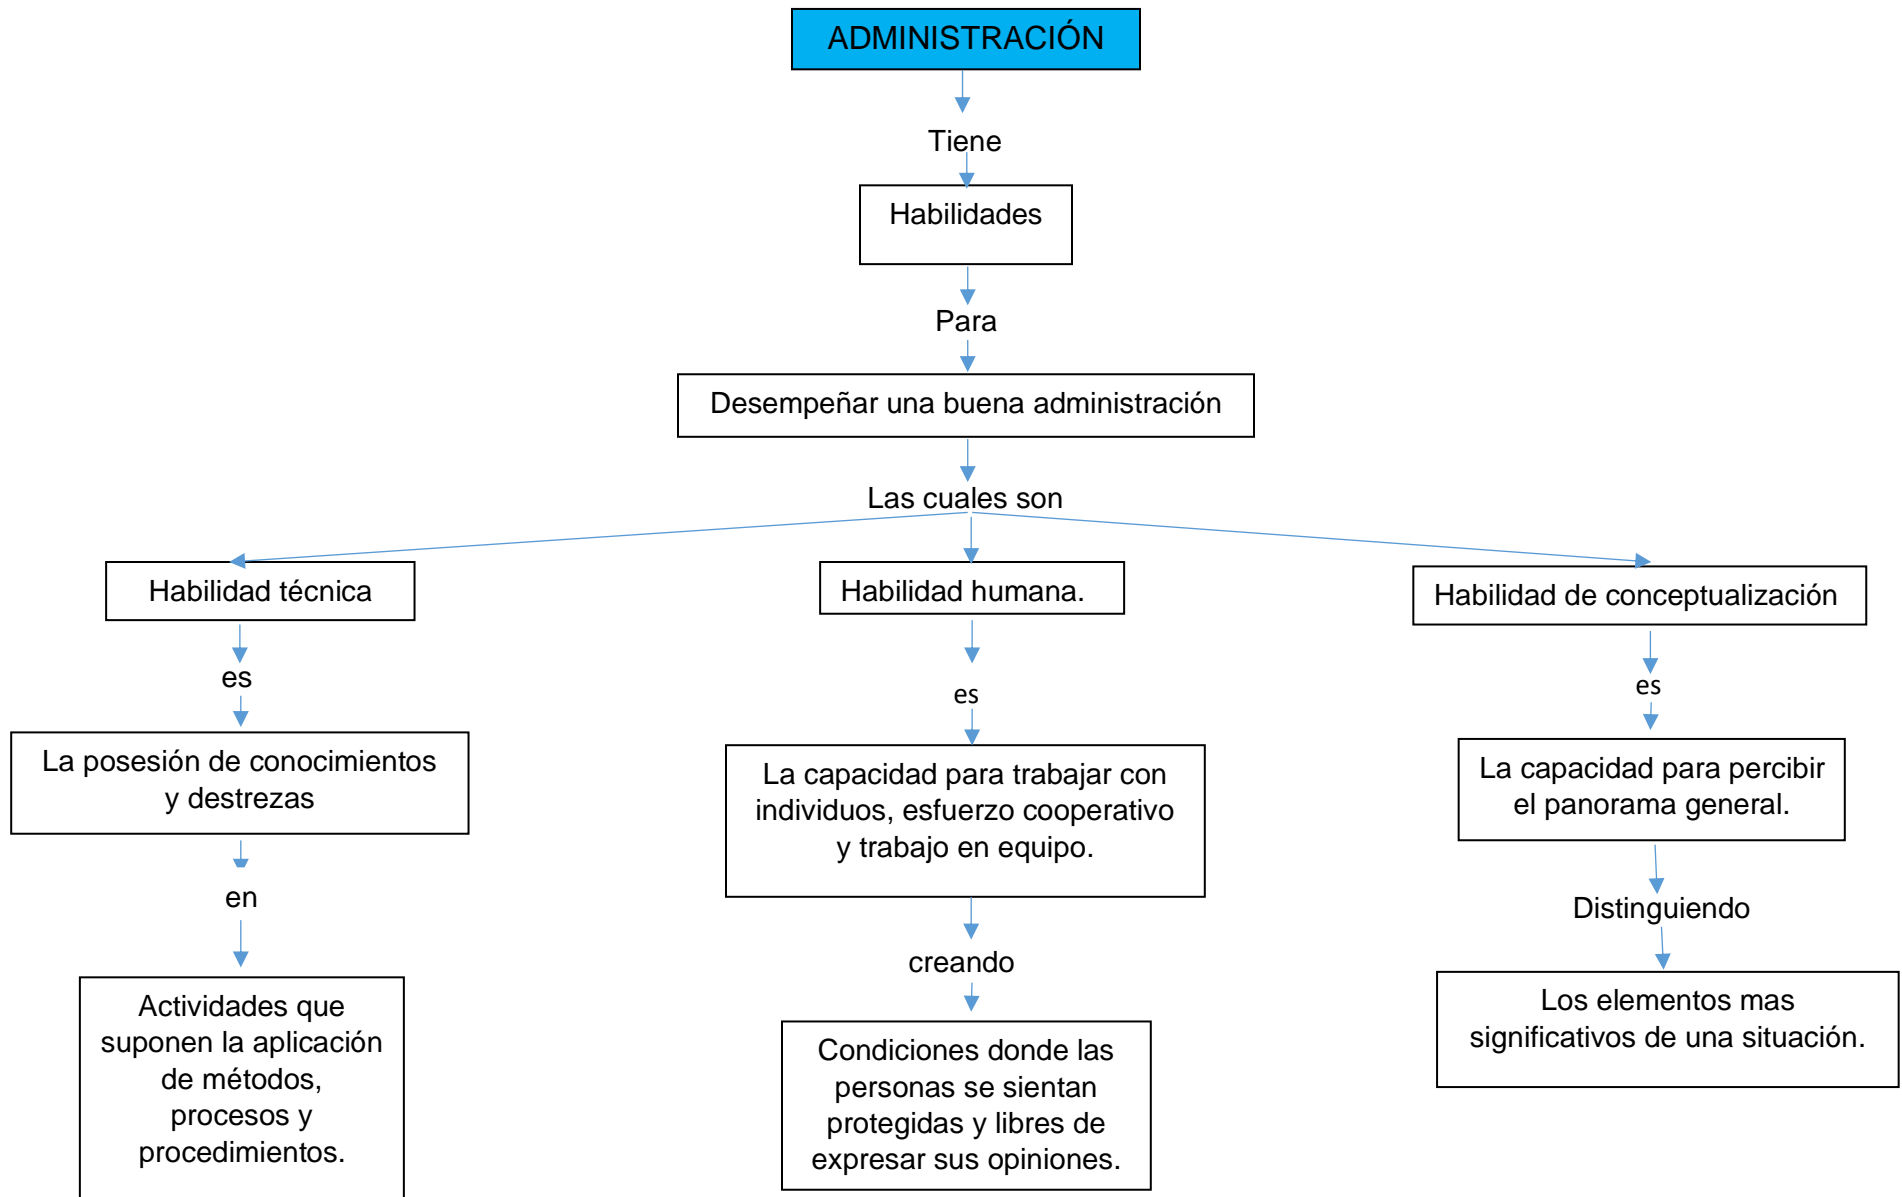 ADMINISTRACIÓN
Tiene
Habilidades
Para
Desempeñar una buena administración
Las cuales son
Habilidad técnica
es
La posesión de conocimientos
y destrezas
en
Actividades que
suponen la aplicación
de métodos,
procesos y
procedimientos.
Habilidad humana.
es
La capacidad para trabajar con
individuos, esfuerzo cooperativo
y trabajo en equipo.
creando
Condiciones donde las
personas se sientan
protegidas y libres de
expresar sus opiniones.
Habilidad de conceptualización
es
La capacidad para percibir
el panorama general.
Distinguiendo
Los elementos mas
significativos de una situación.